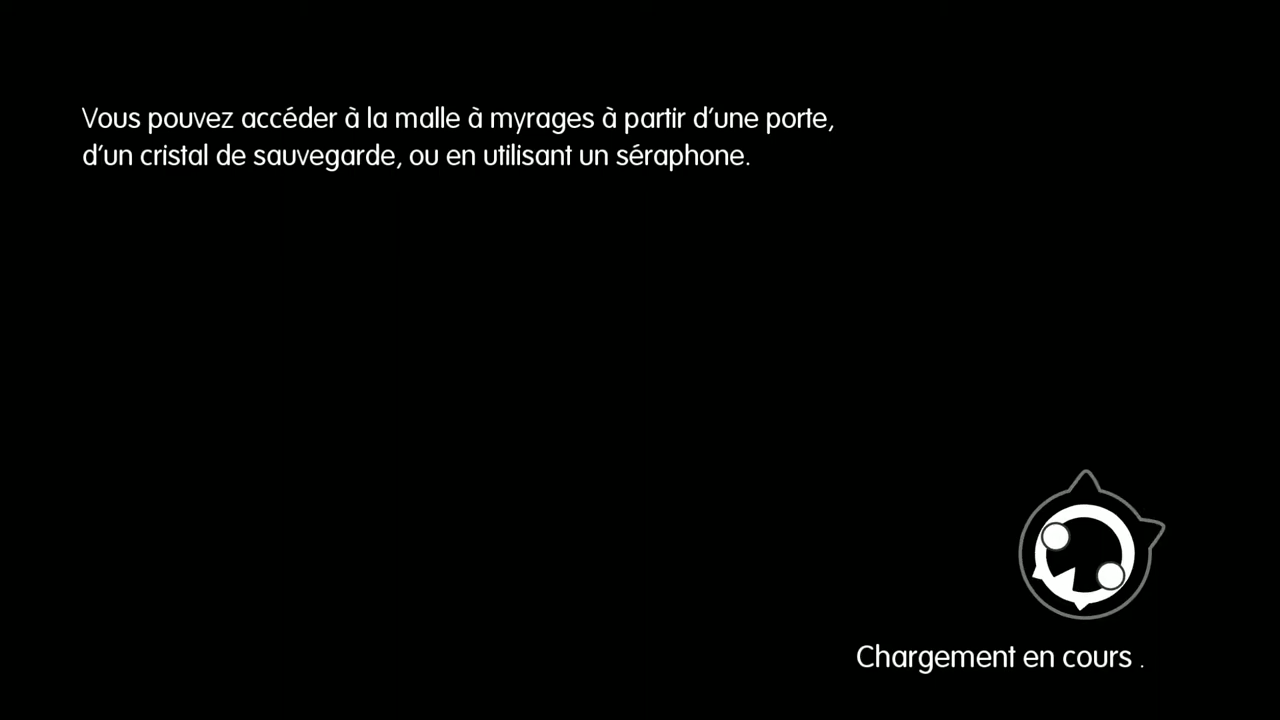 Vous pouvez accéder à la malle à myrages à partir d'une porte,
d'un cristal de sauvegarde, ou en utilisant un séraphone.
Chargement en cours .